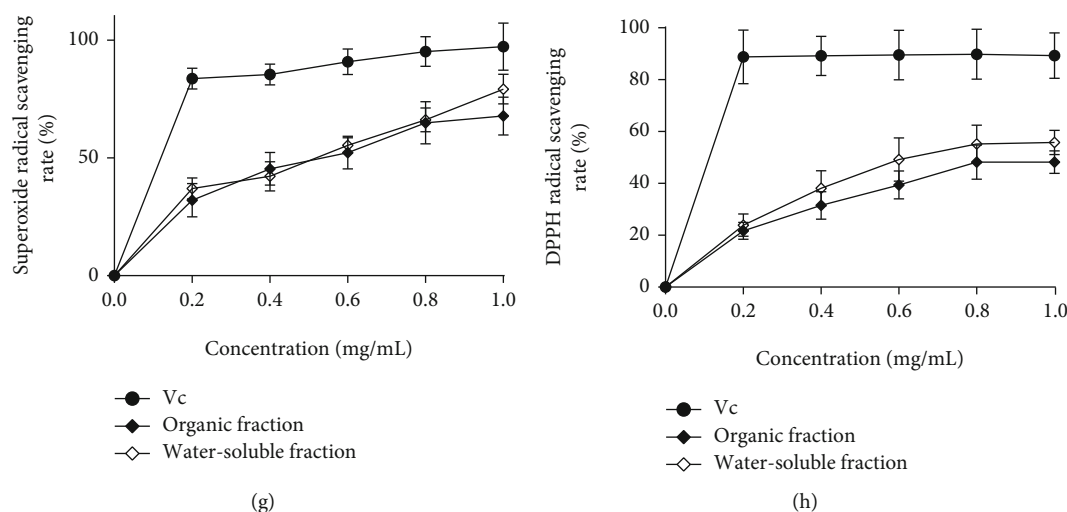 Superoxide radical scavenging
rate (%)
100
50
0
0.0 0.2 0.4 0.6 0.8 1.0
Concentration (mg/mL)
Vc
Organic fraction
Water-soluble fraction
(g)
DPPH radical scavenging
rate (%)
100
80
60
40
20
0
0.0 0.2 0.4 0.6 0.8 1.0
Concentration (mg/mL)
Vc
Organic fraction
Water-soluble fraction
(h)